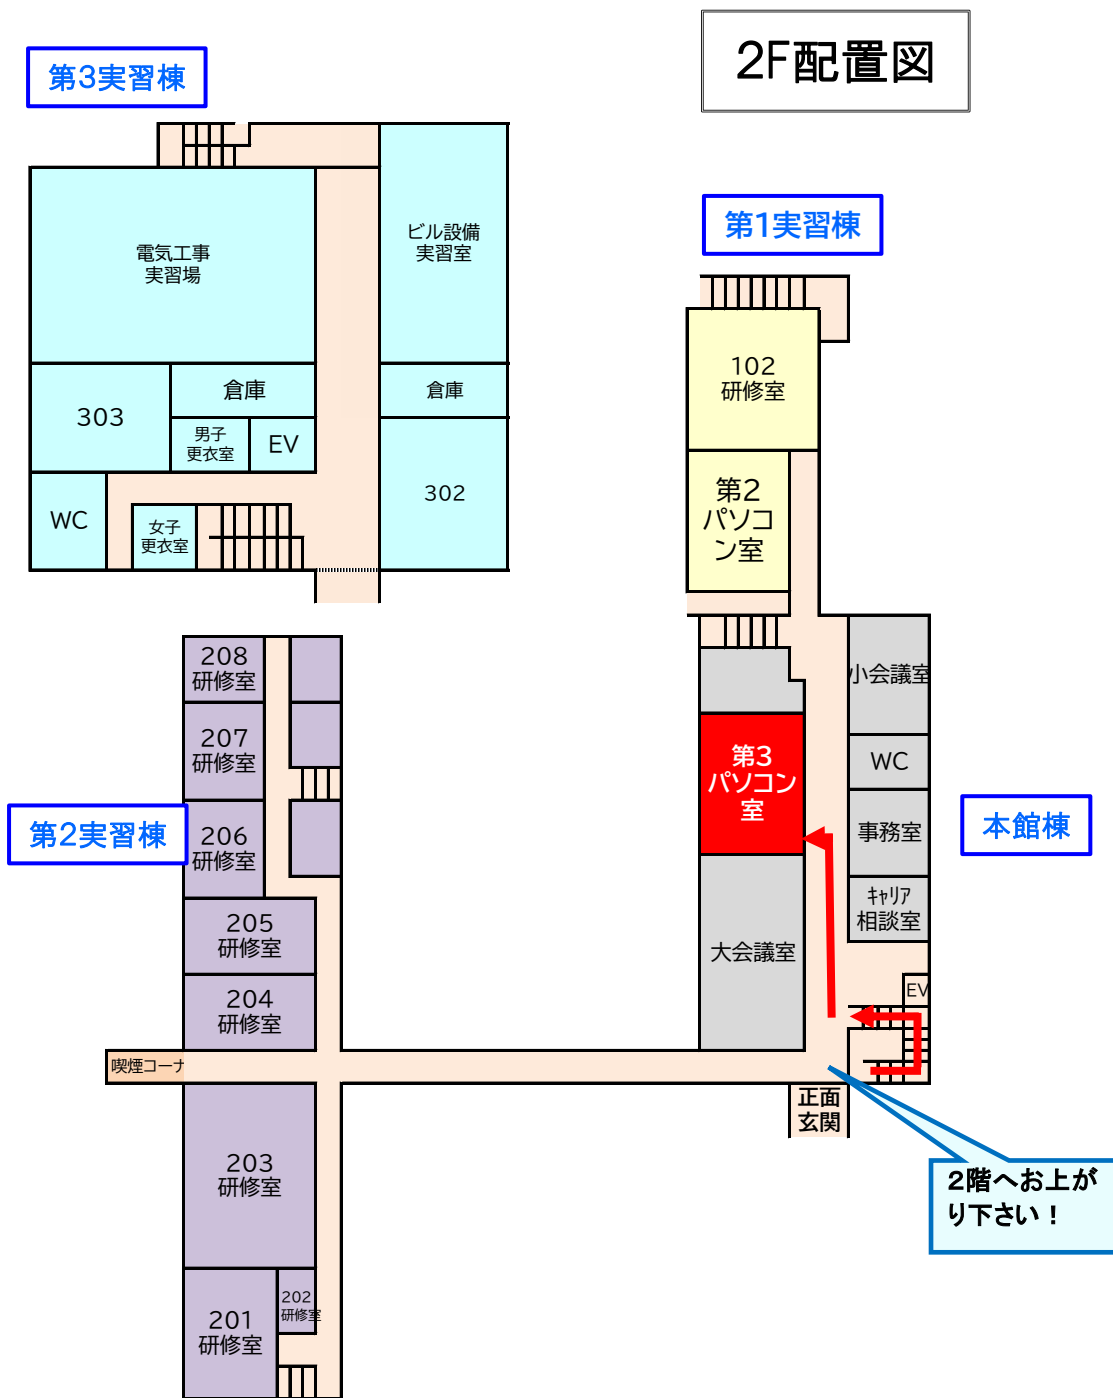 2F配置図
第3実習棟
電気工事
実習場
ビル設備
実習室
303
倉庫
倉庫
男子
更衣室
EV
WC
女子
更衣室
302
第1実習棟
102
研修室
第2
パソコ
ン室
小会議室
第3
パソコン
室
WC
事務室
キャリア
相談室
大会議室
EV
本館棟
正面
玄関
2階へお上が
り下さい！
第2実習棟
208
研修室
207
研修室
206
研修室
205
研修室
204
研修室
喫煙コーナ
203
研修室
202
研修室
201
研修室